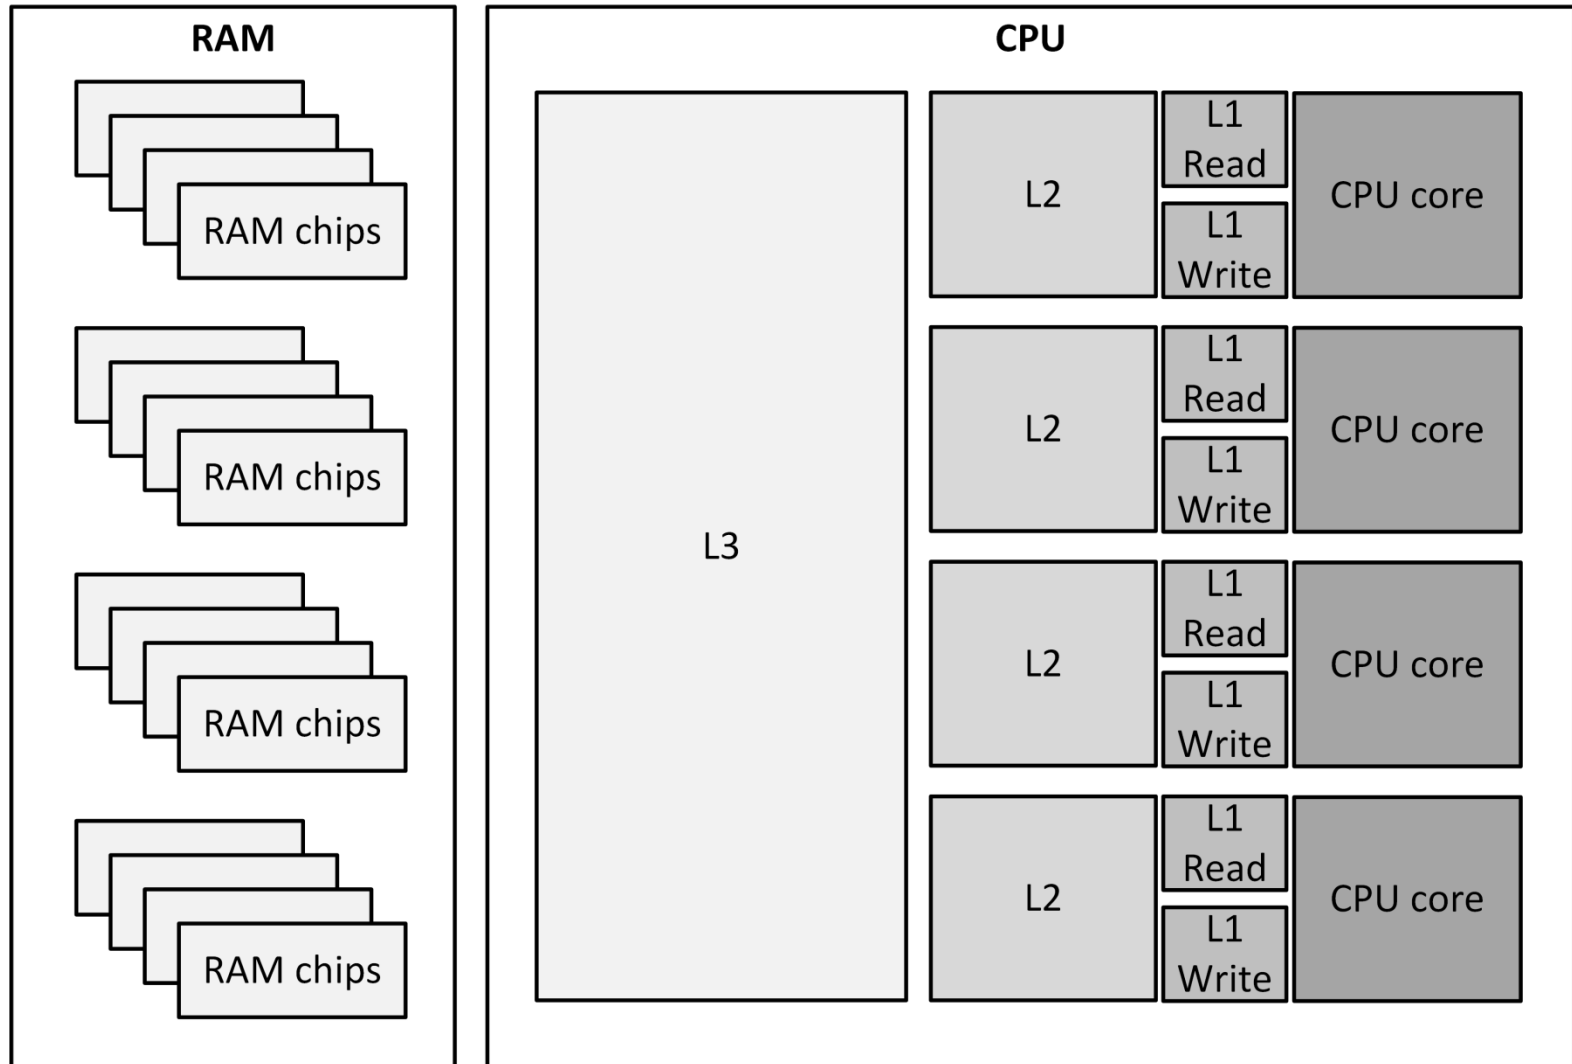 RAM
RAM chips
RAM chips
RAM chips
RAM chips
CPU
L3
L2
L1
Read
L1
Write
CPU core
L2
L1
Read
L1
Write
CPU core
L2
L1
Read
L1
Write
CPU core
L2
L1
Read
L1
Write
CPU core